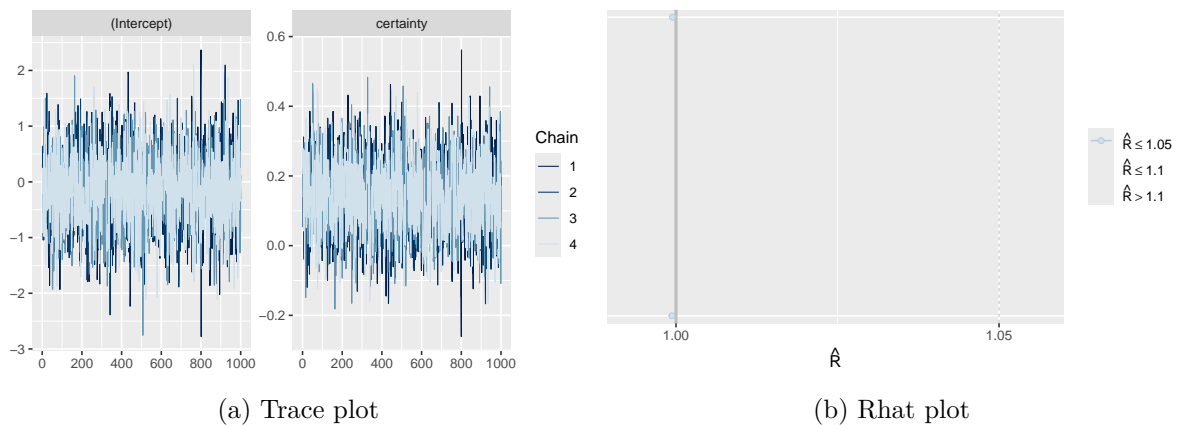 (Intercept)
certainty
2
1
0
−1
−2
−3
0.6
0.4
0.2
0.0
−0.2
0 200 400 600 800 1000
0 200 400 600 800 1000
Chain
1
2
3
4
(a) Trace plot
1.00 1.05
R̂
R̂ ≤ 1.05
R̂ ≤ 1.1
R̂ > 1.1
(b) Rhat plot